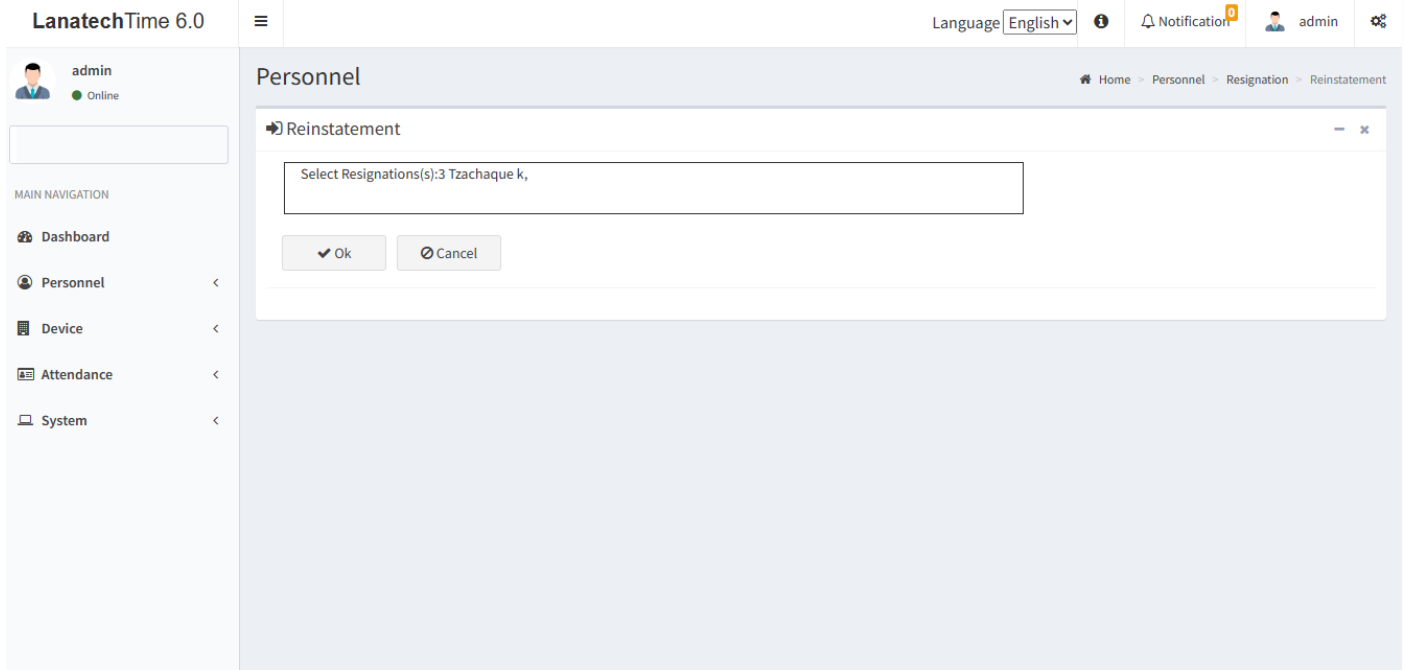 LanatechTime 6.0
Language English
Notification 0
admin
admin
Online
MAIN NAVIGATION
Dashboard
Personnel
Device
Attendance
System
Personnel
Home > Personnel > Resignation > Reinstatement
Reinstatement
Select Resignations(s):3 Tzachaque k,
Ok
Cancel